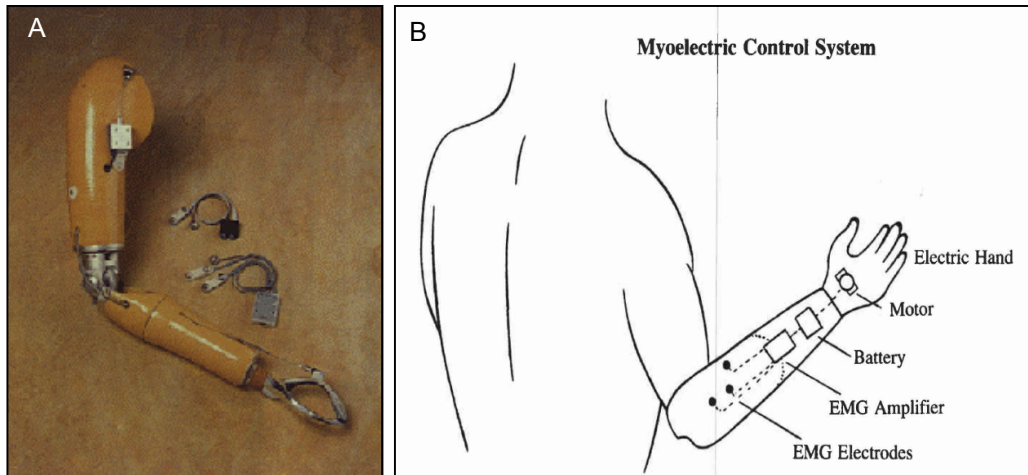 A
B
Myoelectric Control System
Electric Hand
Motor
Battery
EMG Amplifier
EMG Electrodes